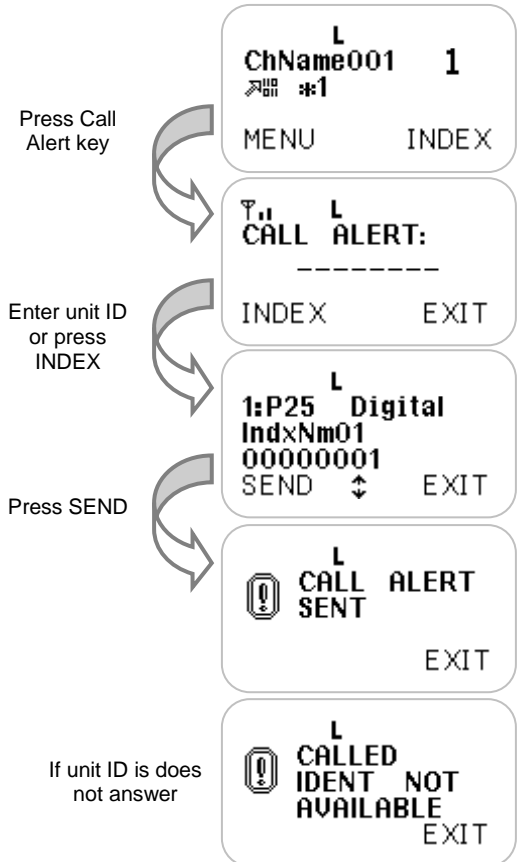 L
ChName001 1
*1
MENU INDEX
Press Call
Alert key
L
CALL ALERT:
--------
INDEX EXIT
Enter unit ID
or press
INDEX
L
1:P25 Digital
IndxNm01
00000001
SEND EXIT
Press SEND
L
CALL ALERT
SENT
EXIT
If unit ID is does
not answer
L
CALLED
IDENT NOT
AVAILABLE
EXIT